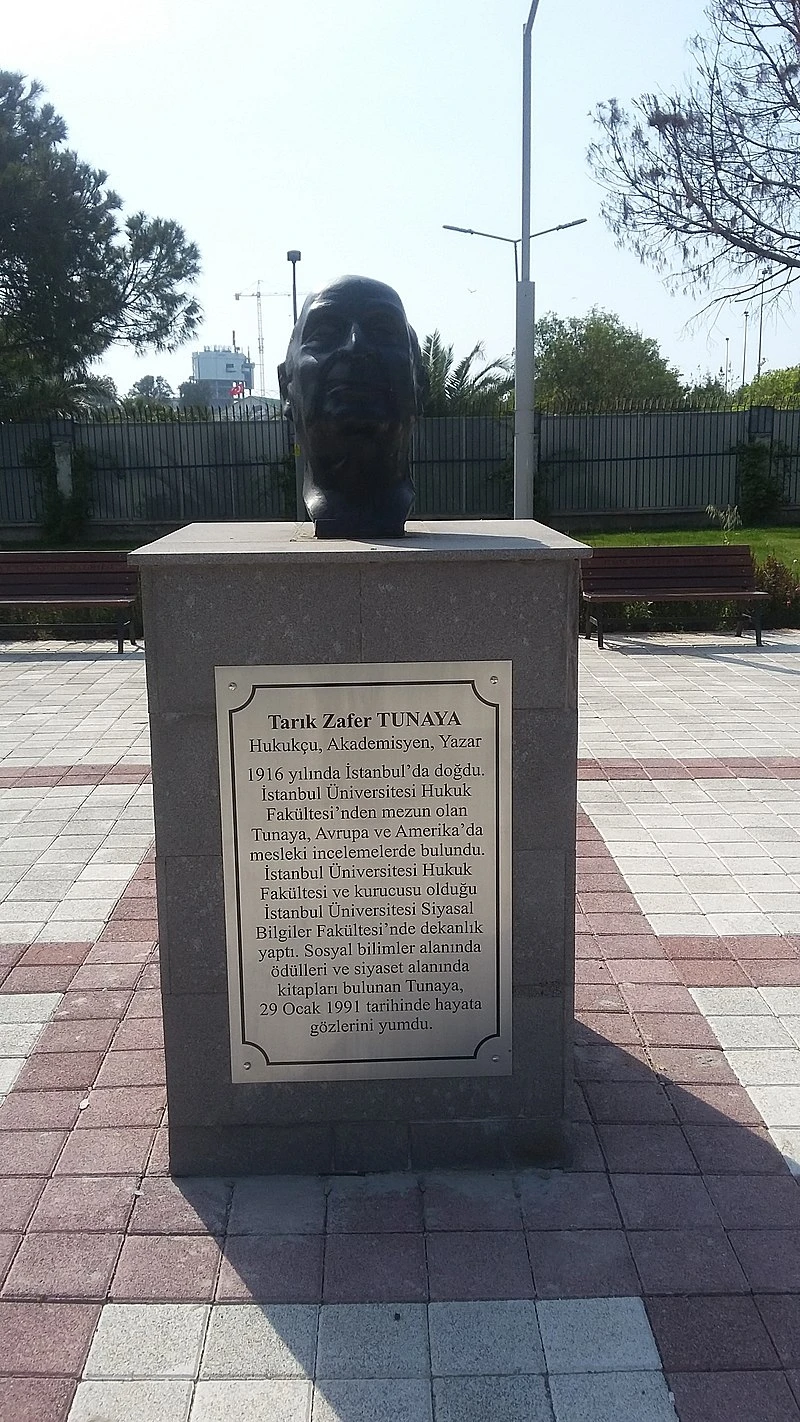 Tarık Zafer TUNAYA
Hukukçu, Akademisyen, Yazar
1916 yılında İstanbul'da doğdu.
İstanbul Üniversitesi Hukuk
Fakültesi'nden mezun olan
Tunaya, Avrupa ve Amerika'da
mesleki incelemelerde bulundu.
İstanbul Üniversitesi Hukuk
Fakültesi ve kurucusu olduğu
İstanbul Üniversitesi Siyasal
Bilgiler Fakültesi'nde dekanlık
yaptı. Sosyal bilimler alanında
ödülleri ve siyaset alanında
kitapları bulunan Tunaya,
29 Ocak 1991 tarihinde hayata
gözlerini yumdu.